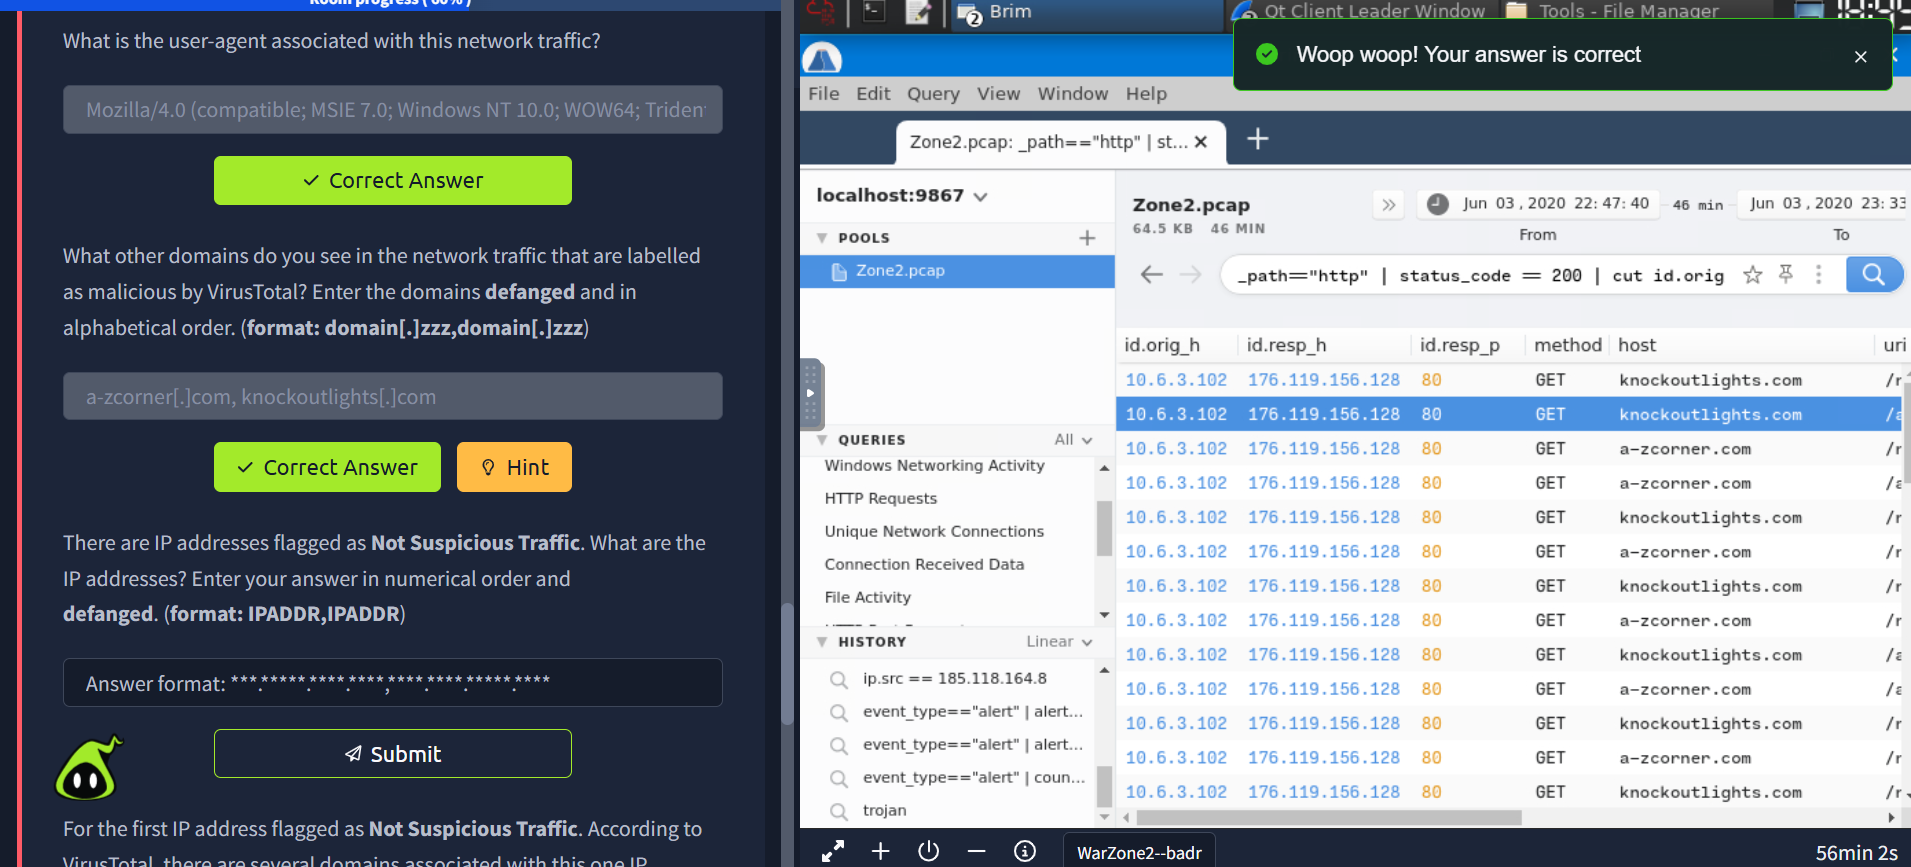 Room progress ( 60% )
What is the user-agent associated with this network traffic?
Mozilla/4.0 (compatible; MSIE 7.0; Windows NT 10.0; WOW64; Trident
Correct Answer
What other domains do you see in the network traffic that are labelled
as malicious by VirusTotal? Enter the domains defanged and in
alphabetical order. (format: domain[.]zzz,domain[.]zzz)
a-zcorner[.]com, knockoutlights[.]com
Correct Answer
Hint
There are IP addresses flagged as Not Suspicious Traffic. What are the
IP addresses? Enter your answer in numerical order and
defanged. (format: IPADDR,IPADDR)
Answer format: ***.*****.****.****,****.****.*****.****
Submit
For the first IP address flagged as Not Suspicious Traffic. According to
VirusTotal, there are several domains associated with this one IP
2
Brim
Qt Client Leader Window
Tools - File Manager
Woop woop! Your answer is correct
File Edit Query View Window Help
Zone2.pcap: _path=="http" | st...
localhost:9867
POOLS
Zone2.pcap
QUERIES
All
Windows Networking Activity
HTTP Requests
Unique Network Connections
Connection Received Data
File Activity
HISTORY
Linear
ip.src == 185.118.164.8
event_type=="alert" | alert...
event_type=="alert" | alert...
event_type=="alert" | coun...
trojan
Zone2.pcap
64.5 KB 46 MIN
Jun 03 , 2020 22: 47: 40
46 min
Jun 03 , 2020 23: 33
From
To
_path=="http" | status_code == 200 | cut id.orig
id.orig_h id.resp_h id.resp_p method host uri
10.6.3.102 176.119.156.128 80 GET knockoutlights.com /r
10.6.3.102 176.119.156.128 80 GET knockoutlights.com /a
10.6.3.102 176.119.156.128 80 GET a-zcorner.com /r
10.6.3.102 176.119.156.128 80 GET a-zcorner.com /a
10.6.3.102 176.119.156.128 80 GET knockoutlights.com /r
10.6.3.102 176.119.156.128 80 GET a-zcorner.com /r
10.6.3.102 176.119.156.128 80 GET knockoutlights.com /r
10.6.3.102 176.119.156.128 80 GET a-zcorner.com /r
10.6.3.102 176.119.156.128 80 GET knockoutlights.com /a
10.6.3.102 176.119.156.128 80 GET a-zcorner.com /a
10.6.3.102 176.119.156.128 80 GET knockoutlights.com /r
10.6.3.102 176.119.156.128 80 GET a-zcorner.com /r
10.6.3.102 176.119.156.128 80 GET knockoutlights.com /r
WarZone2--badr
56min 2s